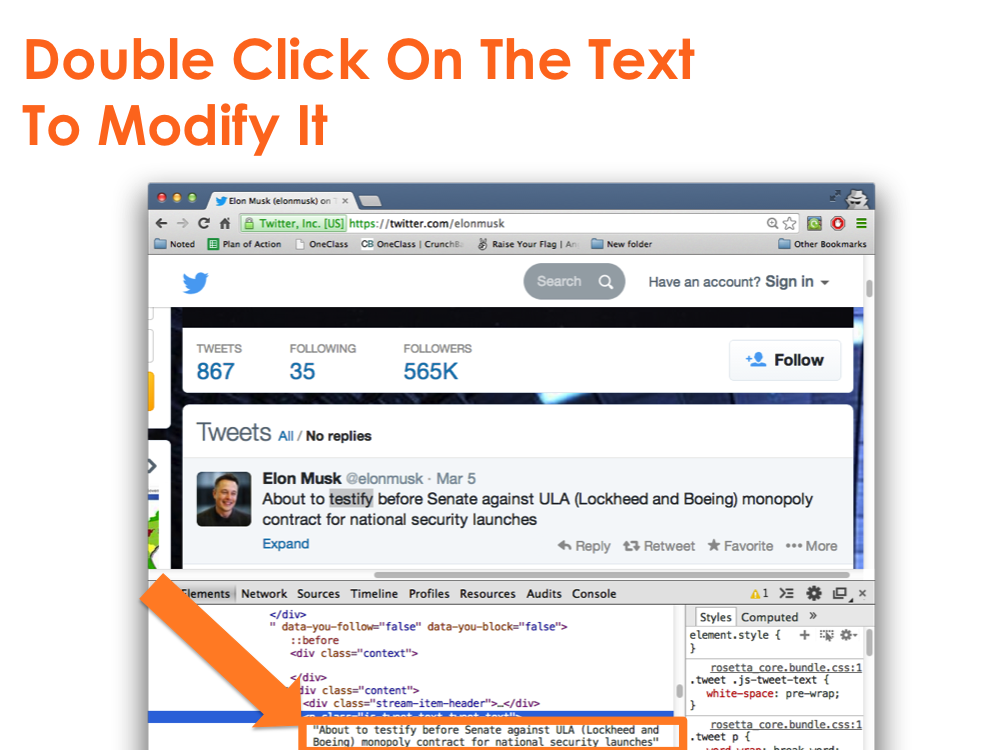 Double Click On The Text
To Modify It
Elon Musk (elonmusk) on T ×
Twitter, Inc. [US] https://twitter.com/elonmusk
Noted Plan of Action OneClass CB OneClass | CrunchB Raise Your Flag | An New folder Other Bookmarks
Search Have an account? Sign in
TWEETS FOLLOWING FOLLOWERS
867 35 565K Follow
Tweets All / No replies
Elon Musk @elonmusk · Mar 5
About to testify before Senate against ULA (Lockheed and Boeing) monopoly
contract for national security launches
Expand Reply Retweet Favorite ••• More
Elements Network Sources Timeline Profiles Resources Audits Console 1 ×
Styles Computed »
</div>
" data-you-follow="false" data-you-block="false">
::before
<div class="context">
</div>
div class="content">
<div class="stream-item-header">…</div>
<p class="js-tweet-text tweet-text">
"About to testify before Senate against ULA (Lockheed and
Boeing) monopoly contract for national security launches"
element.style { +
}
rosetta_core.bundle.css:1
.tweet .js-tweet-text {
white-space: pre-wrap;
}
rosetta_core.bundle.css:1
.tweet p {
word-wrap: break-word;